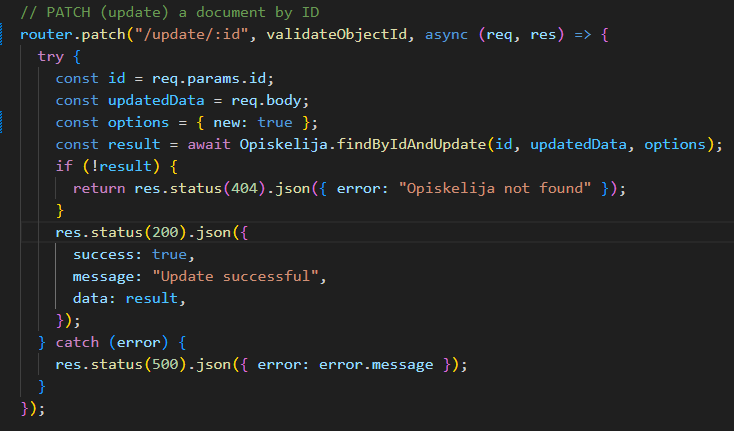 // PATCH (update) a document by ID
router.patch("/update/:id", validateObjectId, async (req, res) => {
  try {
    const id = req.params.id;
    const updatedData = req.body;
    const options = { new: true };
    const result = await Opiskelija.findByIdAndUpdate(id, updatedData, options);
    if (!result) {
      return res.status(404).json({ error: "Opiskelija not found" });
    }
    res.status(200).json({
      success: true,
      message: "Update successful",
      data: result,
    });
  } catch (error) {
    res.status(500).json({ error: error.message });
  }
});